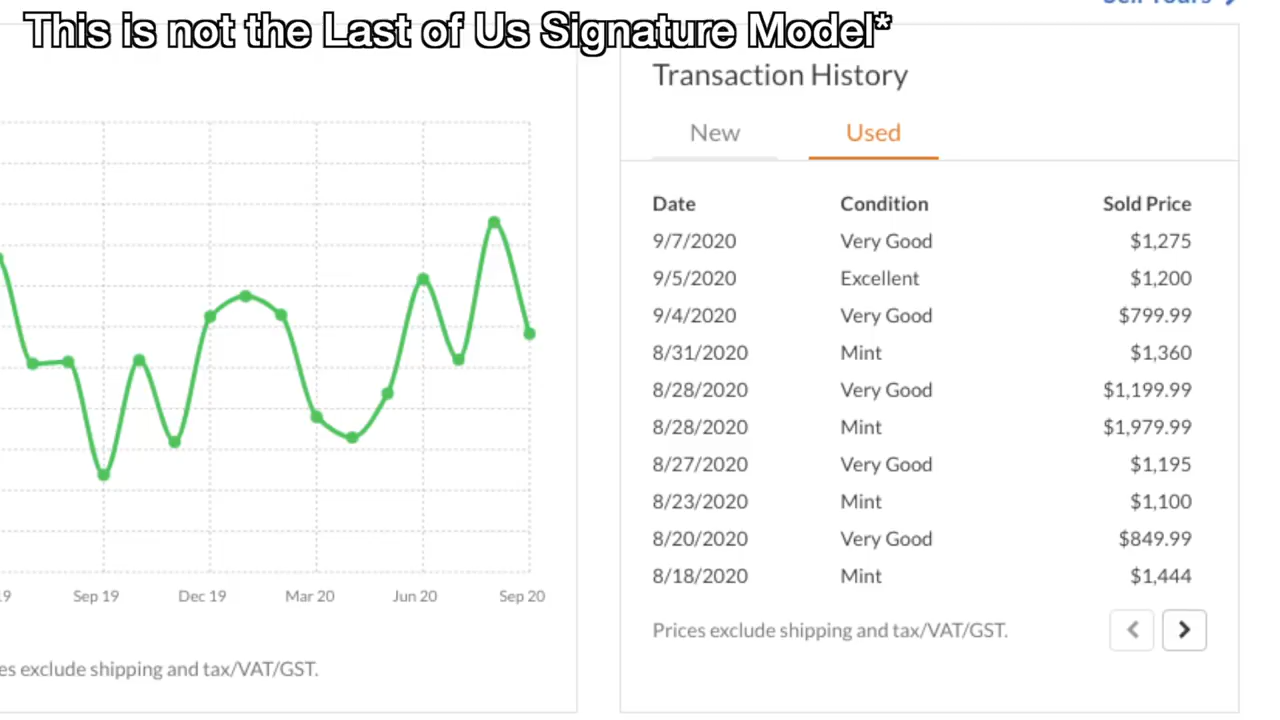 This is not the Last of Us Signature Model*
Sell Yours
Transaction History
New Used
Date Condition Sold Price
9/7/2020 Very Good $1,275
9/5/2020 Excellent $1,200
9/4/2020 Very Good $799.99
8/31/2020 Mint $1,360
8/28/2020 Very Good $1,199.99
8/28/2020 Mint $1,979.99
8/27/2020 Very Good $1,195
8/23/2020 Mint $1,100
8/20/2020 Very Good $849.99
8/18/2020 Mint $1,444
Prices exclude shipping and tax/VAT/GST.
9 Sep 19 Dec 19 Mar 20 Jun 20 Sep 20
es exclude shipping and tax/VAT/GST.